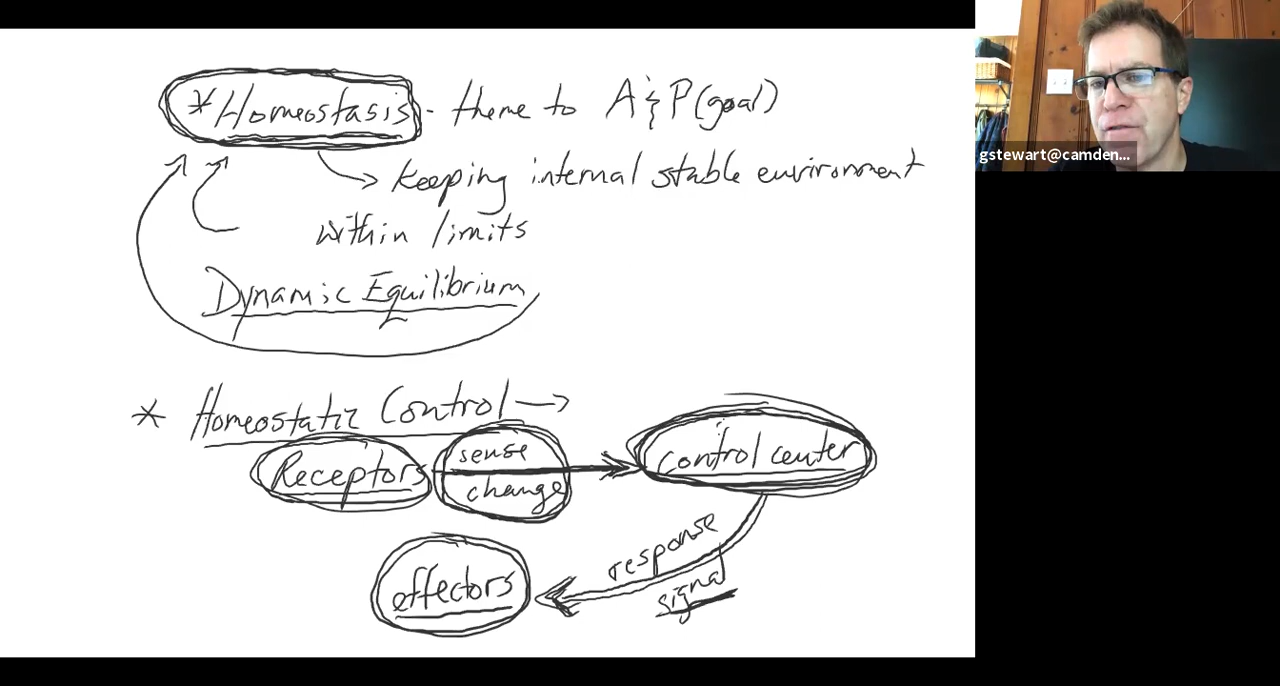 *Homeostasis - theme to A & P (goal)
→ Keeping internal stable environment
within limits
Dynamic Equilibrium
* Homeostatic Control →
Receptors sense change → control center
response signal
effectors
gstewart@camden...